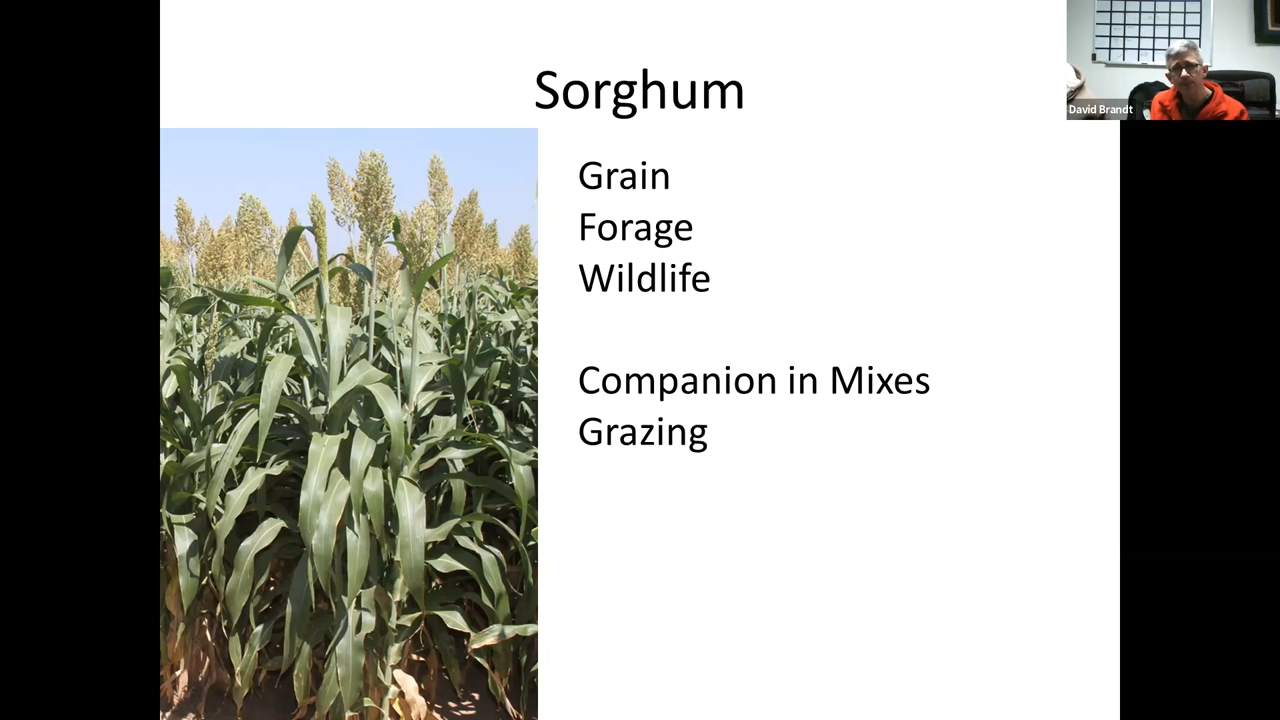 Sorghum
David Brandt
Grain
Forage
Wildlife
Companion in Mixes
Grazing